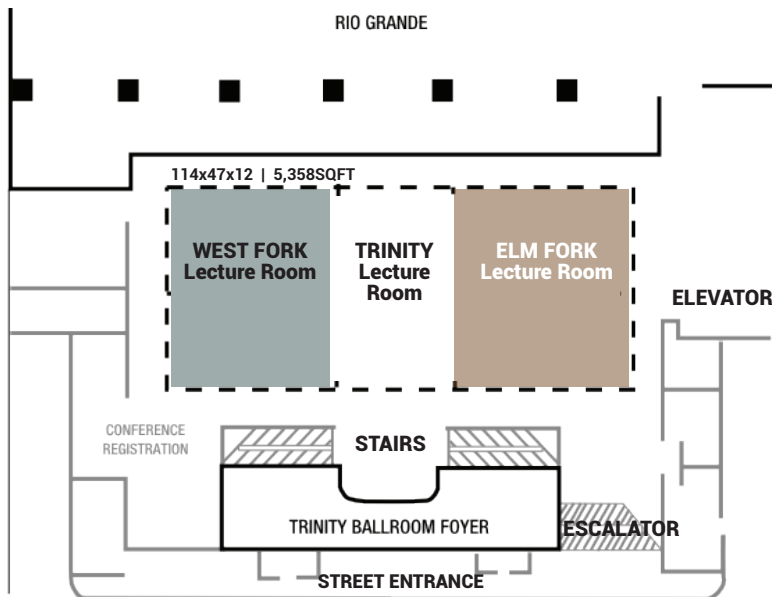 RIO GRANDE
114x47x12 | 5,358SQFT
WEST FORK
Lecture Room
TRINITY
Lecture
Room
ELM FORK
Lecture Room
ELEVATOR
CONFERENCE
REGISTRATION
STAIRS
TRINITY BALLROOM FOYER
ESCALATOR
STREET ENTRANCE